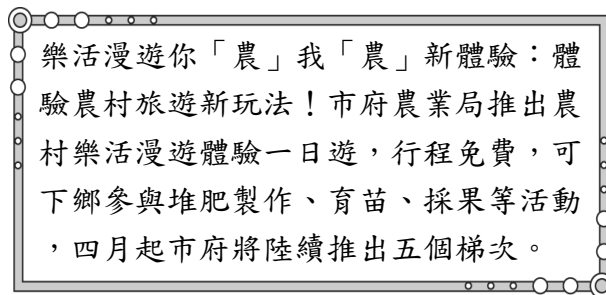 樂活漫遊你「農」我「農」新體驗：體
驗農村旅遊新玩法！市府農業局推出農
村樂活漫遊體驗一日遊，行程免費，可
下鄉參與堆肥製作、育苗、採果等活動
，四月起市府將陸續推出五個梯次。